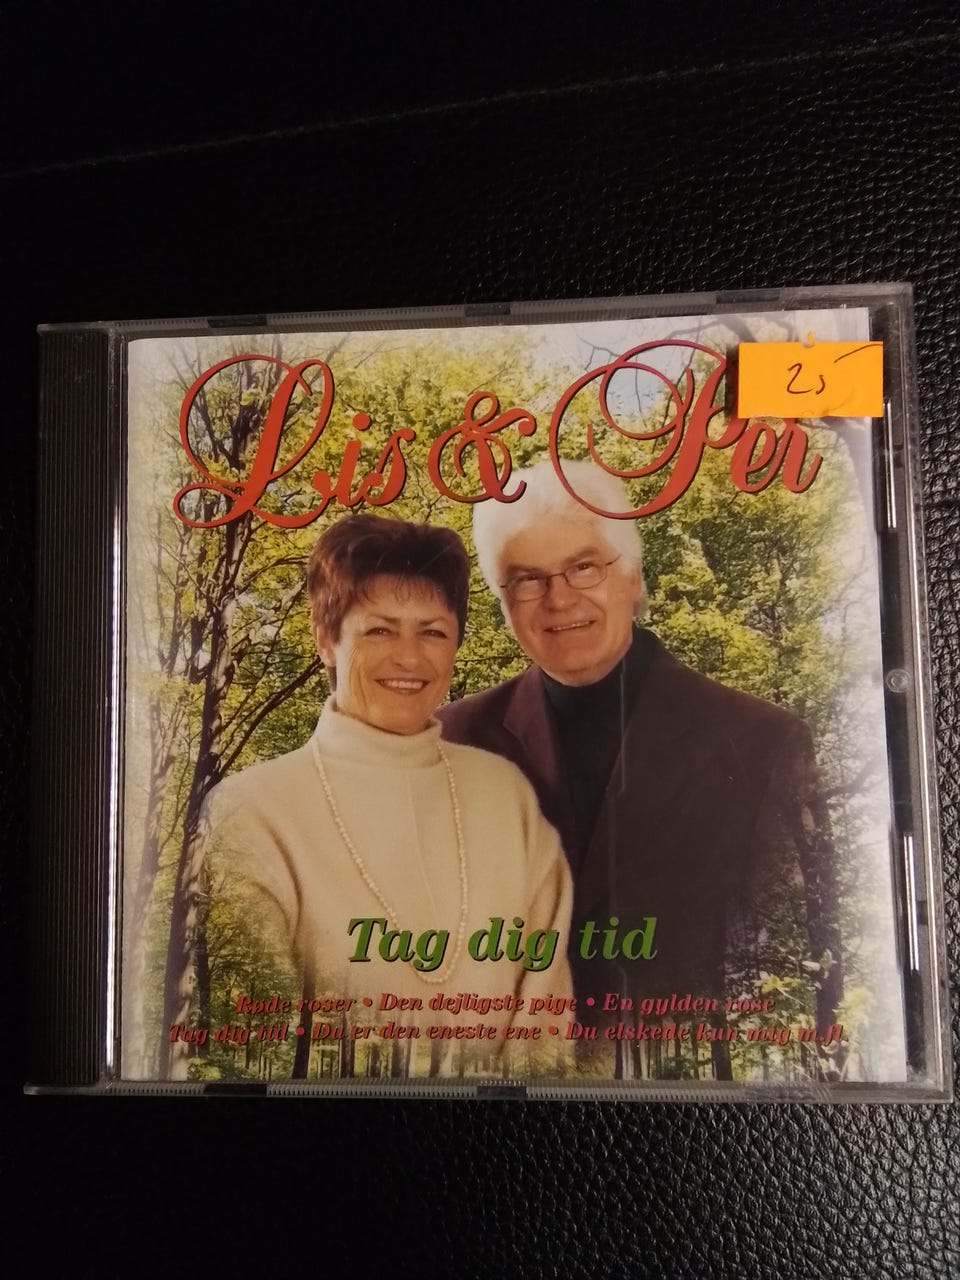 Lis & Per
25
Tag dig tid
Røde roser • Den dejligste pige • En gylden rose
Tag dig tid • Du er den eneste ene • Du elskede kun mig m.fl.